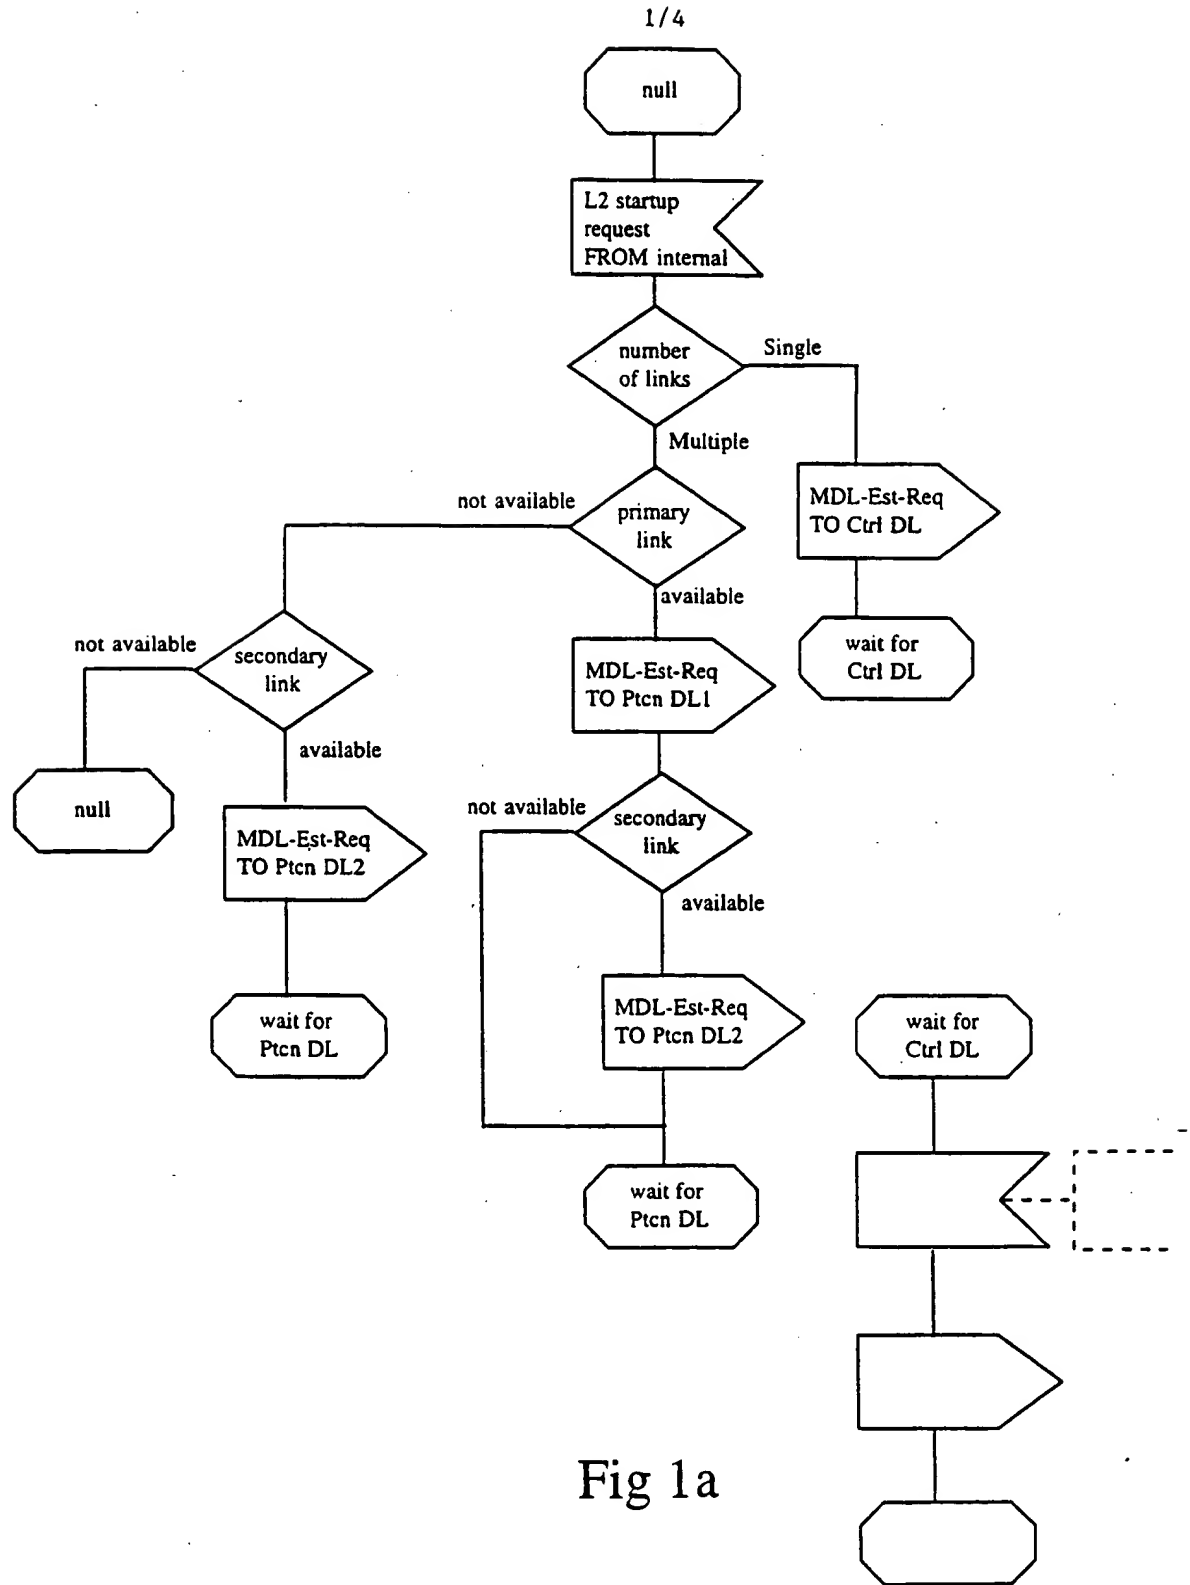 1/4
null
L2 startup
request
FROM internal
number
of links
Single
Multiple
MDL-Est-Req
TO Ctrl DL
not available
primary
link
available
wait for
Ctrl DL
not available
secondary
link
MDL-Est-Req
TO Ptcn DL1
available
null
not available
secondary
link
MDL-Est-Req
TO Ptcn DL2
available
MDL-Est-Req
TO Ptcn DL2
wait for
Ptcn DL
wait for
Ctrl DL
wait for
Ptcn DL
Fig 1a